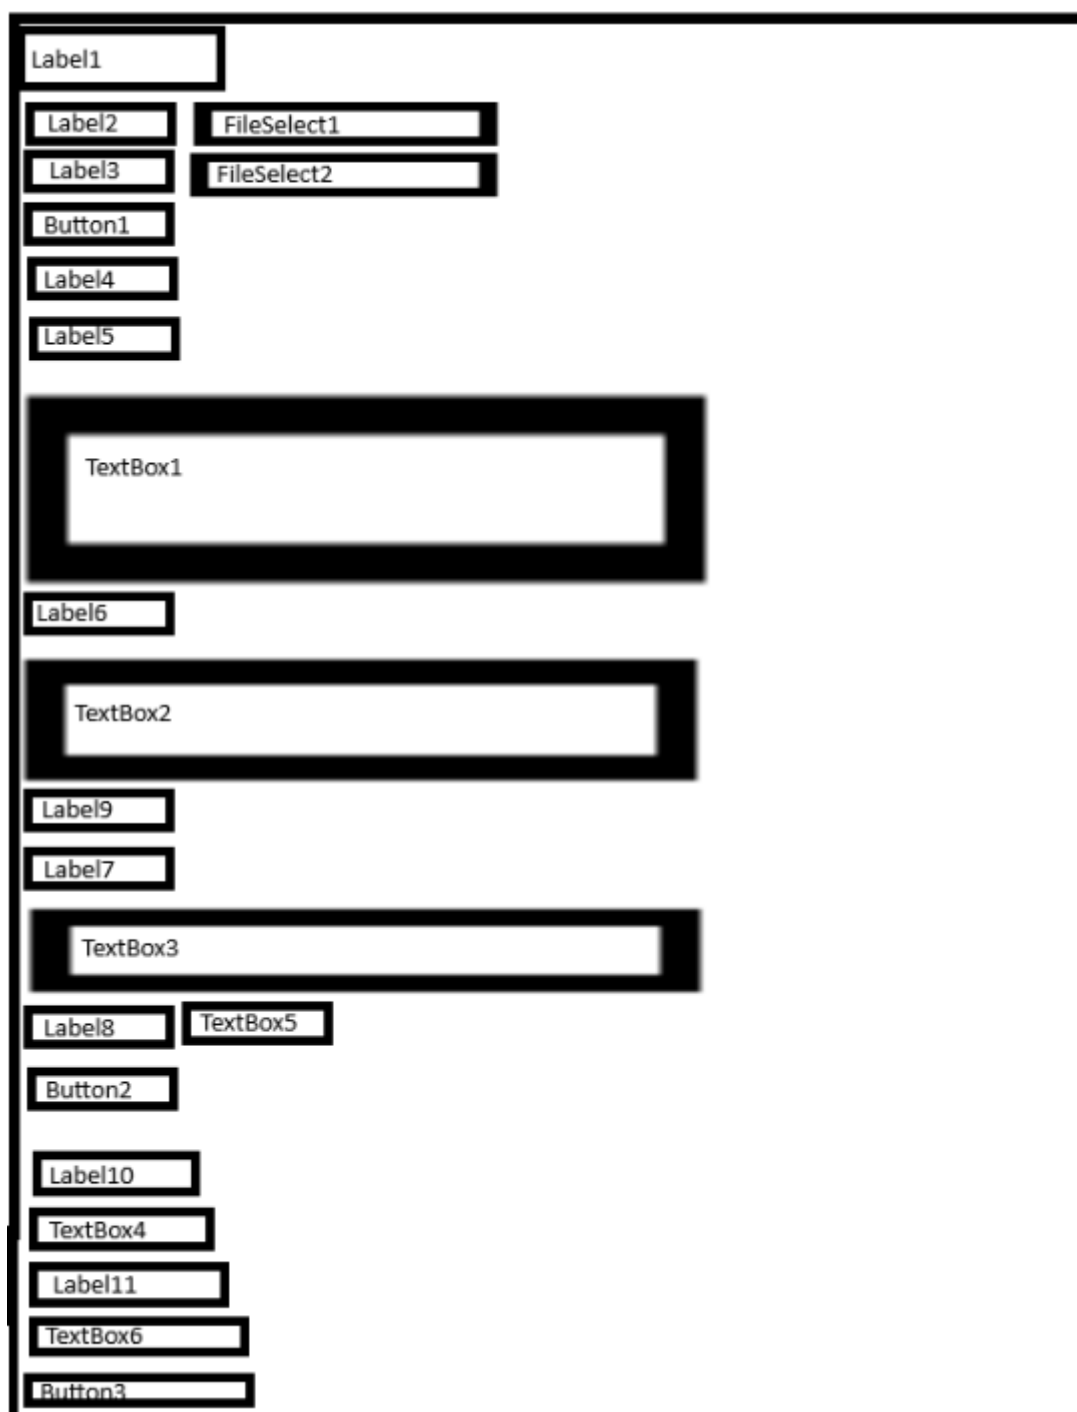 Label1
Label2 FileSelect1
Label3 FileSelect2
Button1
Label4
Label5
TextBox1
Label6
TextBox2
Label9
Label7
TextBox3
Label8 TextBox5
Button2
Label10
TextBox4
Label11
TextBox6
Button3